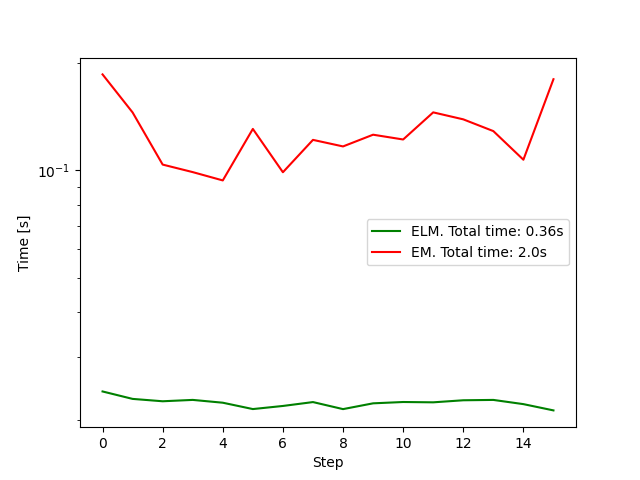 10⁻¹
Time [s]
ELM. Total time: 0.36s
EM. Total time: 2.0s
0 2 4 6 8 10 12 14
Step